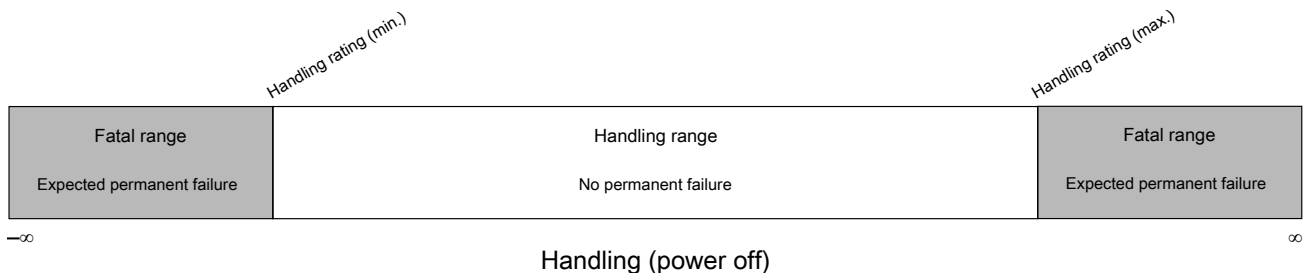 Handling rating (min.)
Handling rating (max.)
Fatal range
Handling range
Fatal range
Expected permanent failure
No permanent failure
Expected permanent failure
–∞
∞
Handling (power off)